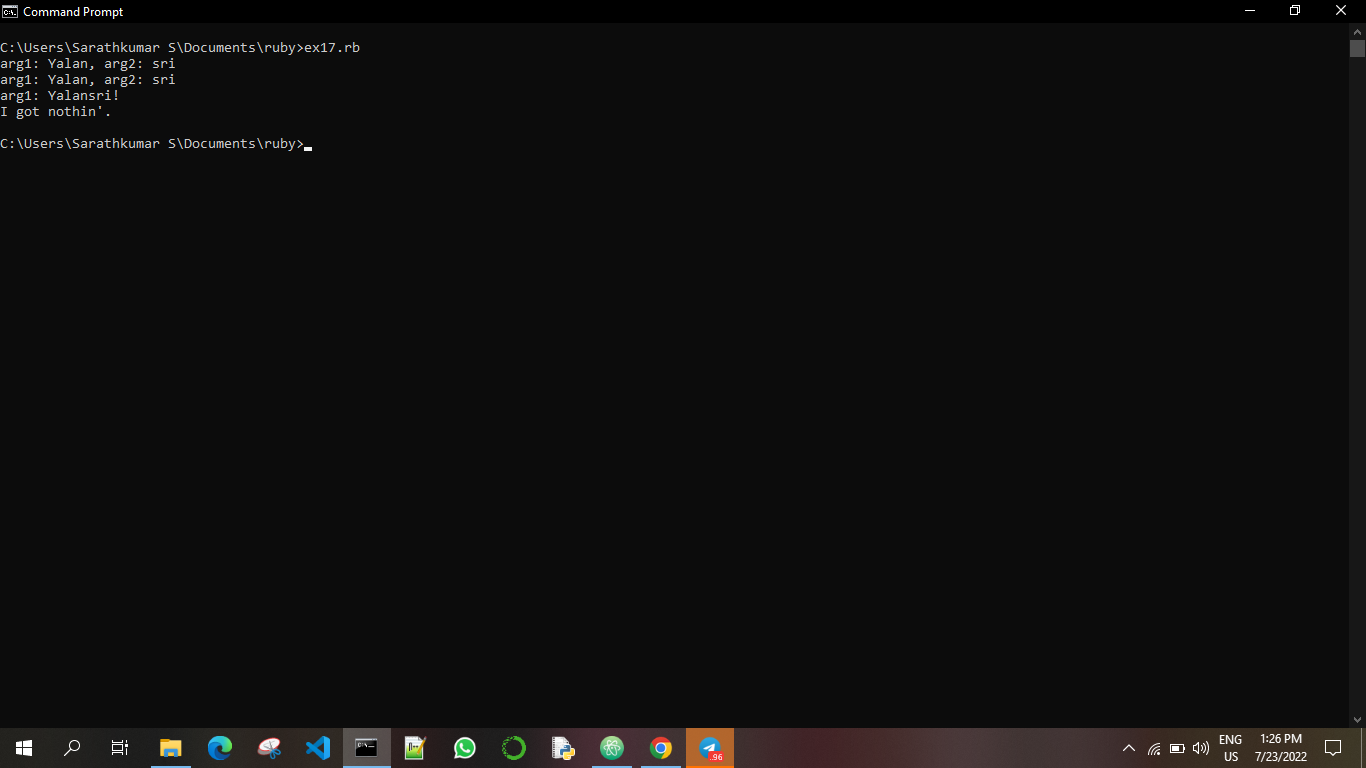 Command Prompt
C:\Users\Sarathkumar S\Documents\ruby>ex17.rb
arg1: Yalan, arg2: sri
arg1: Yalan, arg2: sri
arg1: Yalansri!
I got nothin'.
C:\Users\Sarathkumar S\Documents\ruby>
.96
ENG
US
1:26 PM
7/23/2022